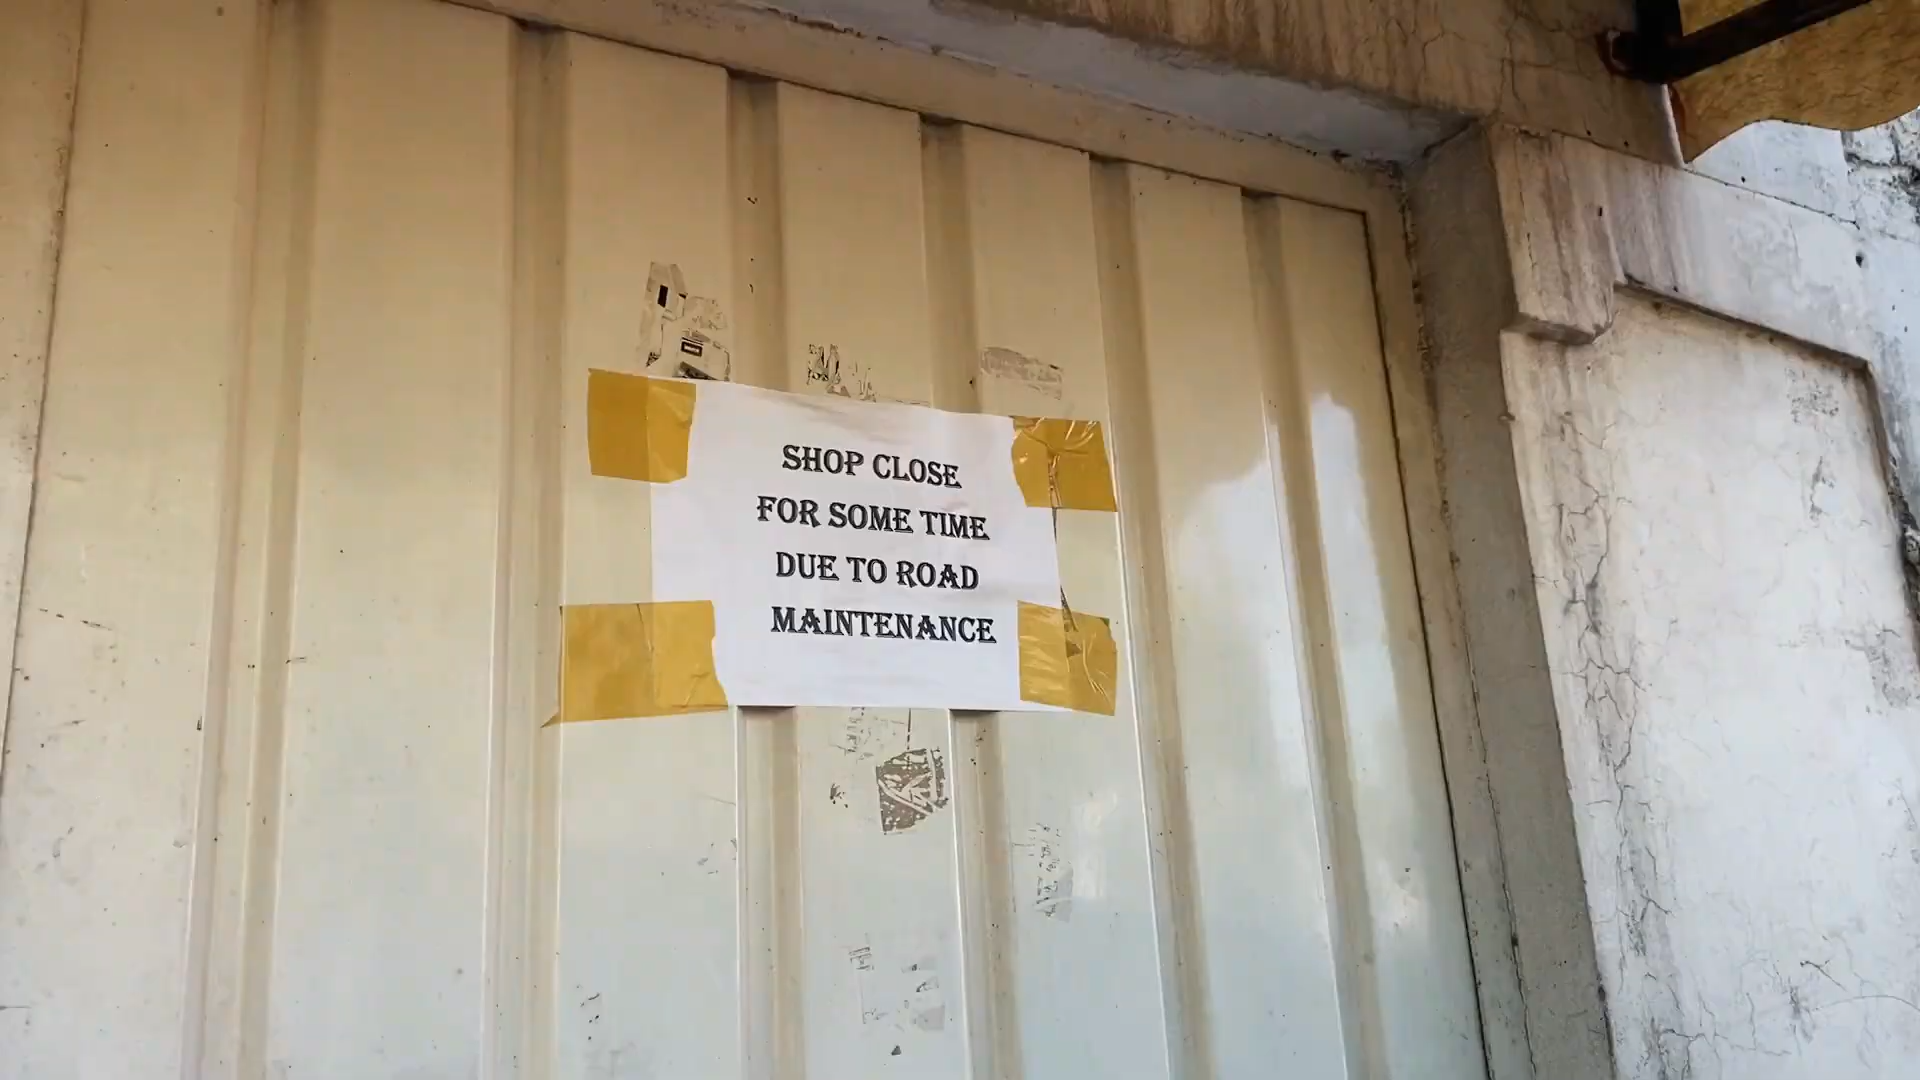 SHOP CLOSE
FOR SOME TIME
DUE TO ROAD
MAINTENANCE